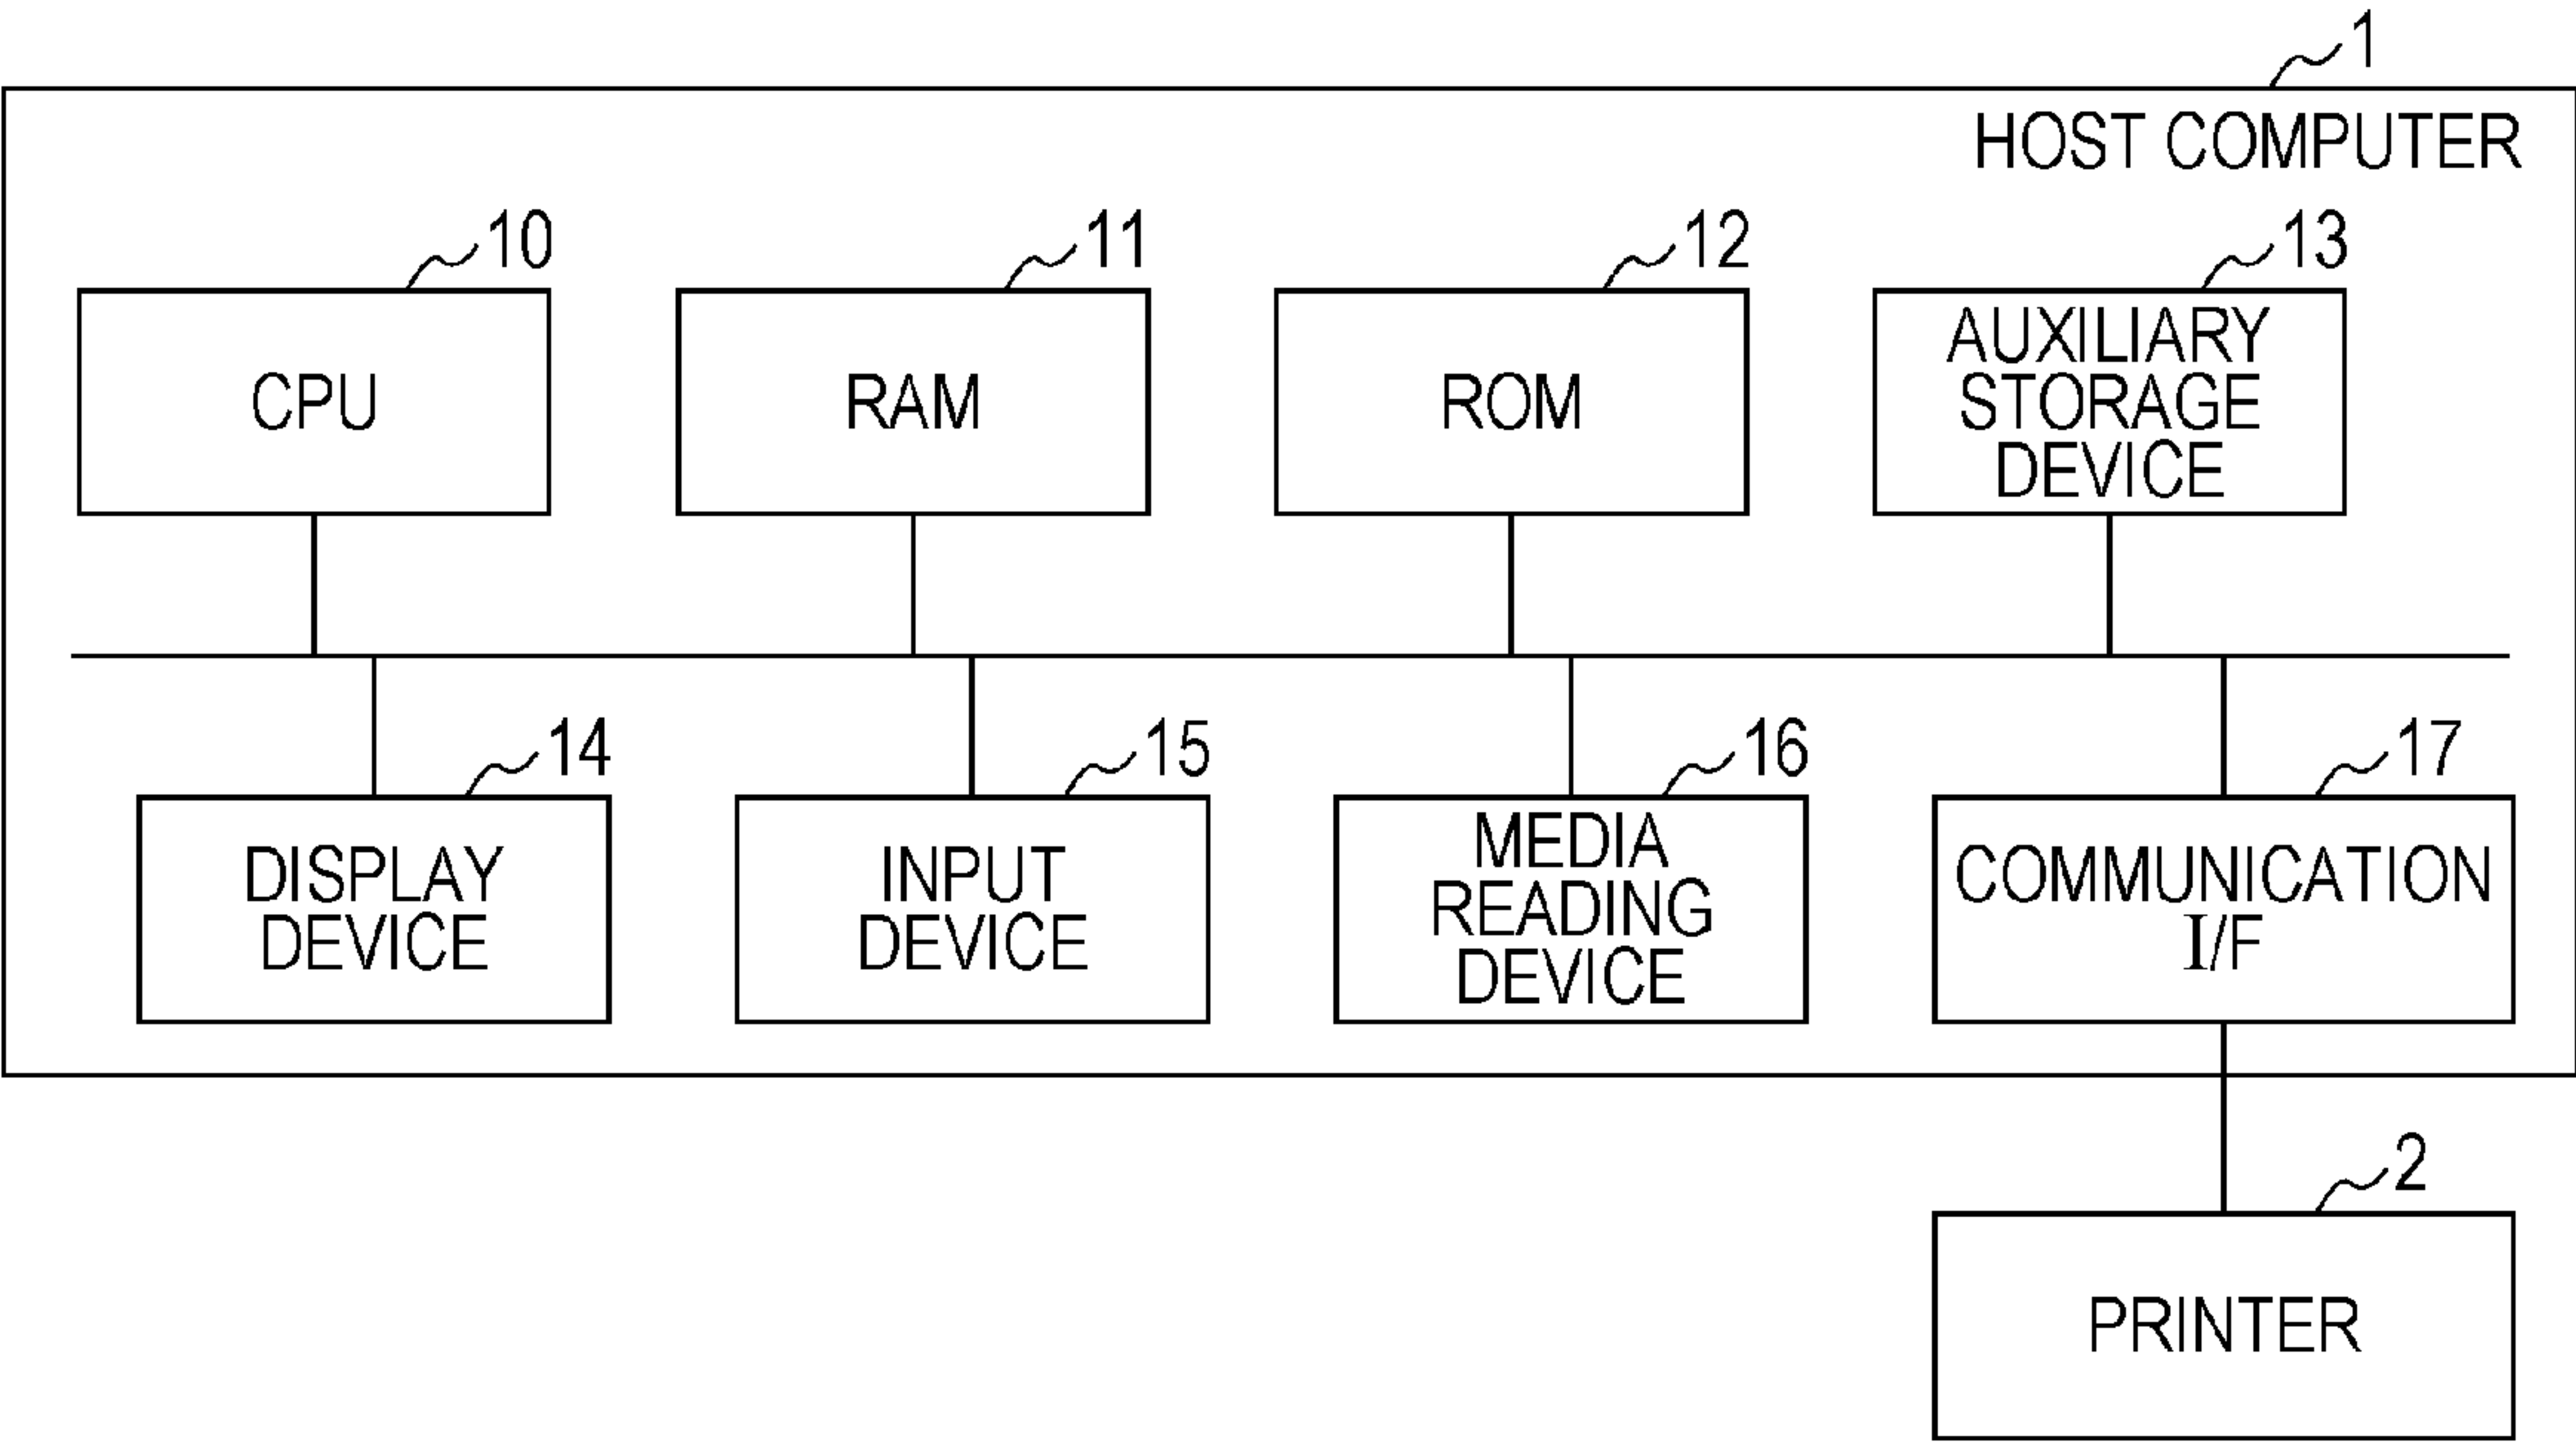 1
HOST COMPUTER
10
11
12
13
CPU
RAM
ROM
AUXILIARY
STORAGE
DEVICE
14
15
16
17
DISPLAY
DEVICE
INPUT
DEVICE
MEDIA
READING
DEVICE
COMMUNICATION
I/F
2
PRINTER